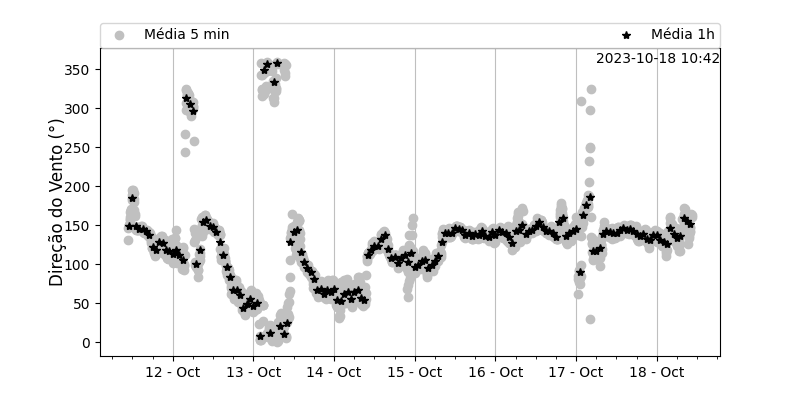 Média 5 min
Média 1h
2023-10-18 10:42
Direção do Vento (°)
350
300
250
200
150
100
50
0
12 - Oct
13 - Oct
14 - Oct
15 - Oct
16 - Oct
17 - Oct
18 - Oct